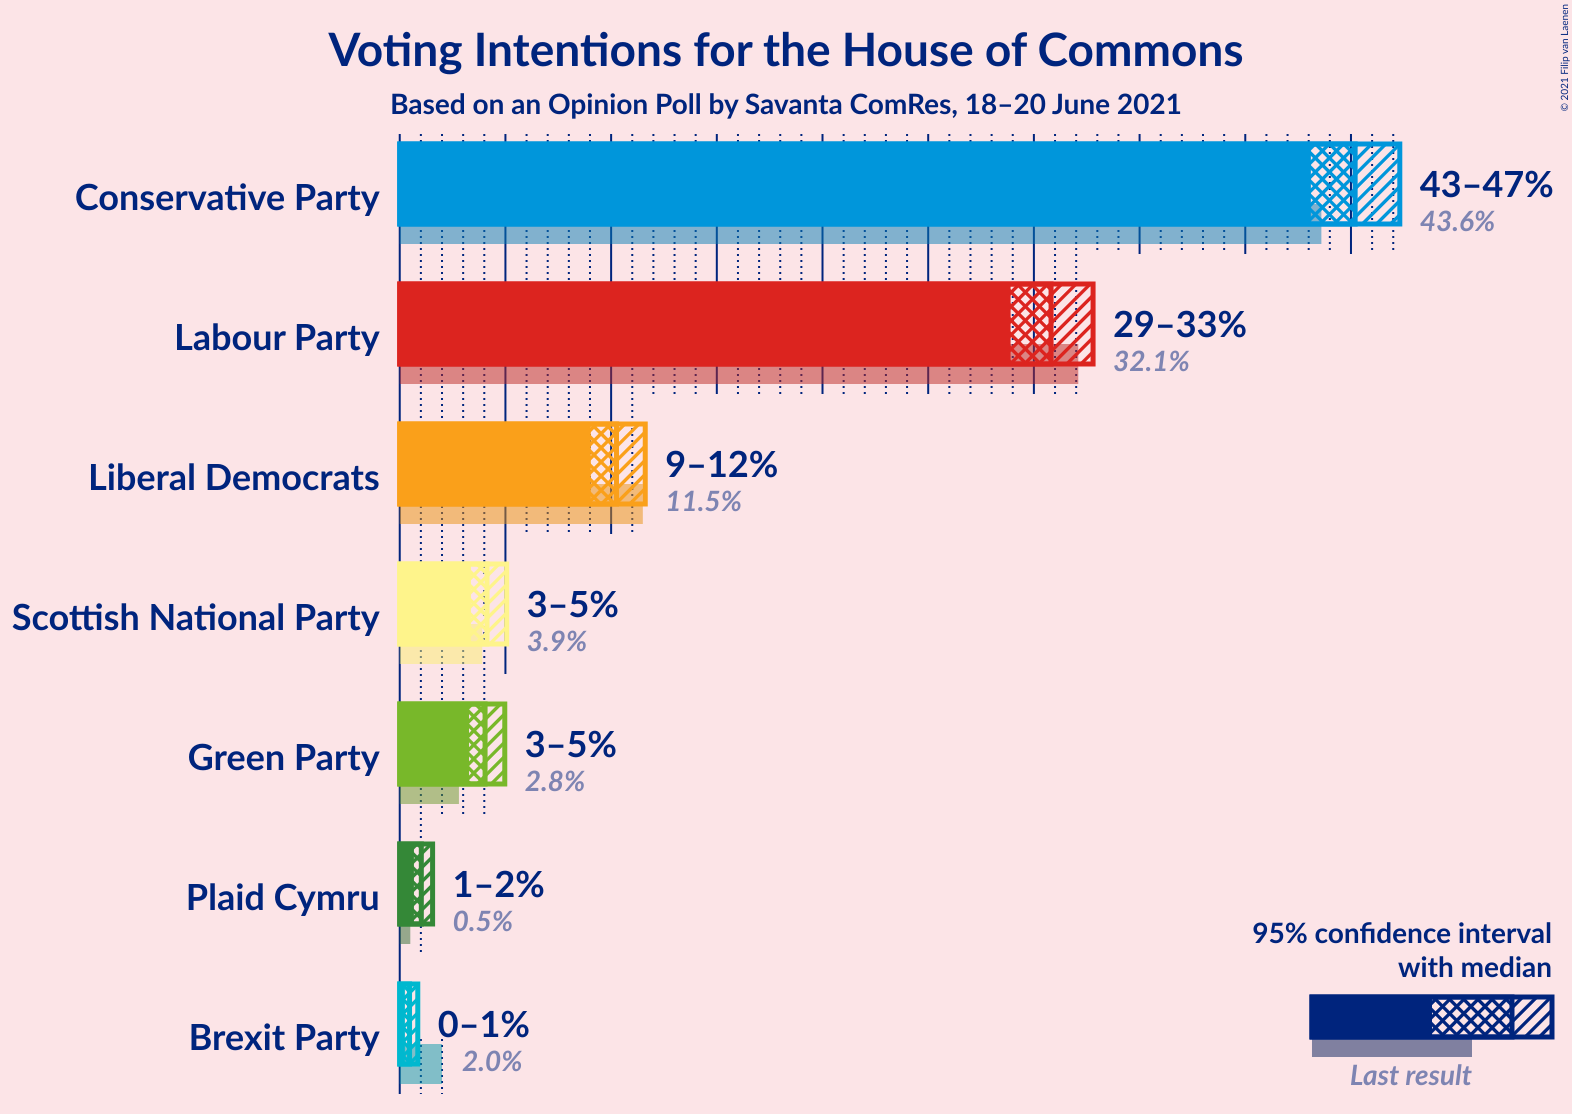 Voting Intentions for the House of Commons
Based on an Opinion Poll by Savanta ComRes, 18–20 June 2021
© 2021 Filip van Laenen
Conservative Party
43–47%
43.6%
Labour Party
29–33%
32.1%
Liberal Democrats
9–12%
11.5%
Scottish National Party
3–5%
3.9%
Green Party
3–5%
2.8%
Plaid Cymru
1–2%
0.5%
Brexit Party
0–1%
2.0%
95% confidence interval
with median
Last result